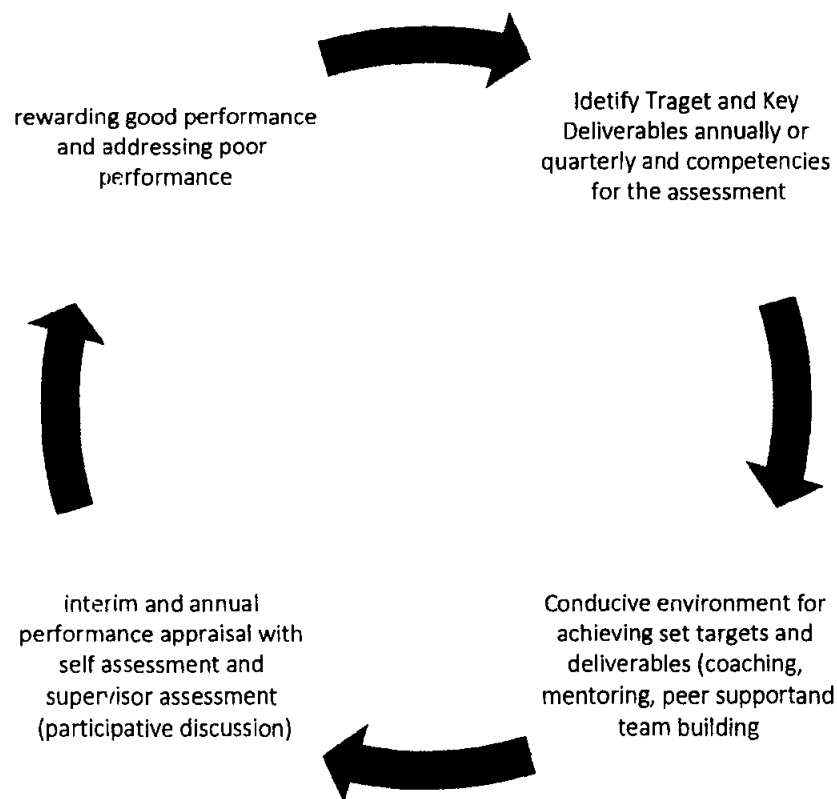 rewarding good performance
and addressing poor
performance
Idetify Traget and Key
Deliverables annually or
quarterly and competencies
for the assessment
Conducive environment for
achieving set targets and
deliverables (coaching,
mentoring, peer supportand
team building
interim and annual
performance appraisal with
self assessment and
supervisor assessment
(participative discussion)